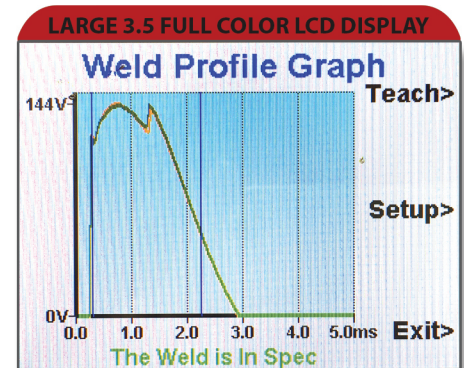 LARGE 3.5 FULL COLOR LCD DISPLAY
Weld Profile Graph
Teach>
144V
Setup>
0V
0.0 1.0 2.0 3.0 4.0 5.0ms
Exit>
The Weld is In Spec